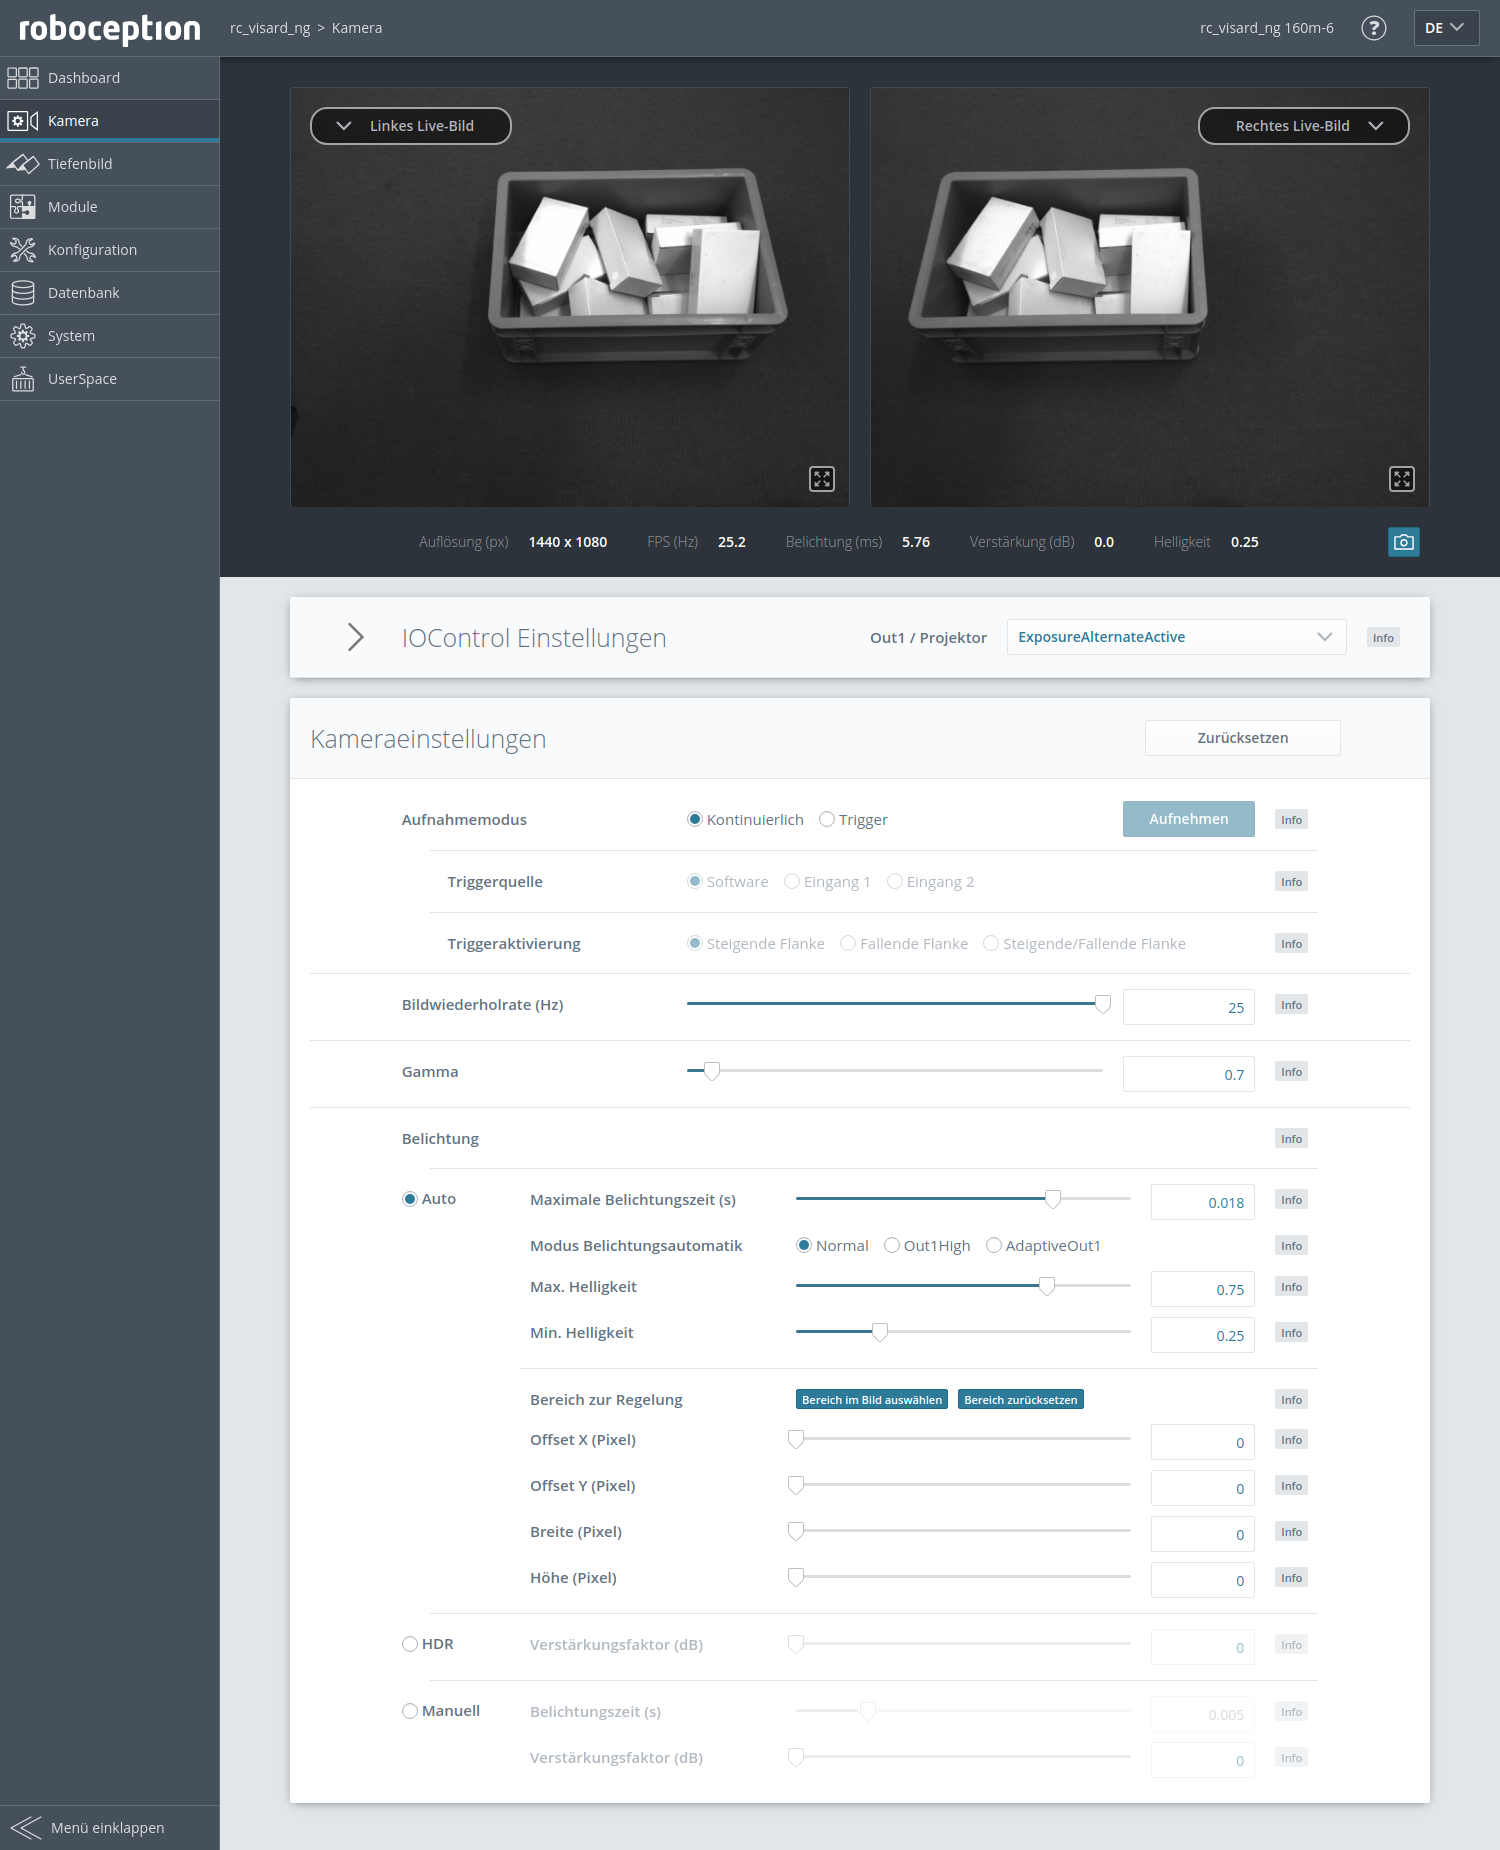 roboception
rc_visard_ng > Kamera
rc_visard_ng 160m-6
?
DE
Dashboard
Kamera
Tiefenbild
Module
Konfiguration
Datenbank
System
UserSpace
Menü einklappen
Linkes Live-Bild
Rechtes Live-Bild
Auflösung (px) 1440 x 1080 FPS (Hz) 25.2 Belichtung (ms) 5.76 Verstärkung (dB) 0.0 Helligkeit 0.25
IOControl Einstellungen Out1 / Projektor ExposureAlternateActive Info
Kameraeinstellungen Zurücksetzen
Aufnahmemodus Kontinuierlich Trigger Aufnehmen Info
Triggerquelle Software Eingang 1 Eingang 2 Info
Triggeraktivierung Steigende Flanke Fallende Flanke Steigende/Fallende Flanke Info
Bildwiederholrate (Hz) 25 Info
Gamma 0.7 Info
Belichtung Info
Auto Maximale Belichtungszeit (s) 0.018 Info
Modus Belichtungsautomatik Normal Out1High AdaptiveOut1 Info
Max. Helligkeit 0.75 Info
Min. Helligkeit 0.25 Info
Bereich zur Regelung Bereich im Bild auswählen Bereich zurücksetzen Info
Offset X (Pixel) 0 Info
Offset Y (Pixel) 0 Info
Breite (Pixel) 0 Info
Höhe (Pixel) 0 Info
HDR Verstärkungsfaktor (dB) 0 Info
Manuell Belichtungszeit (s) 0.005 Info
Verstärkungsfaktor (dB) 0 Info